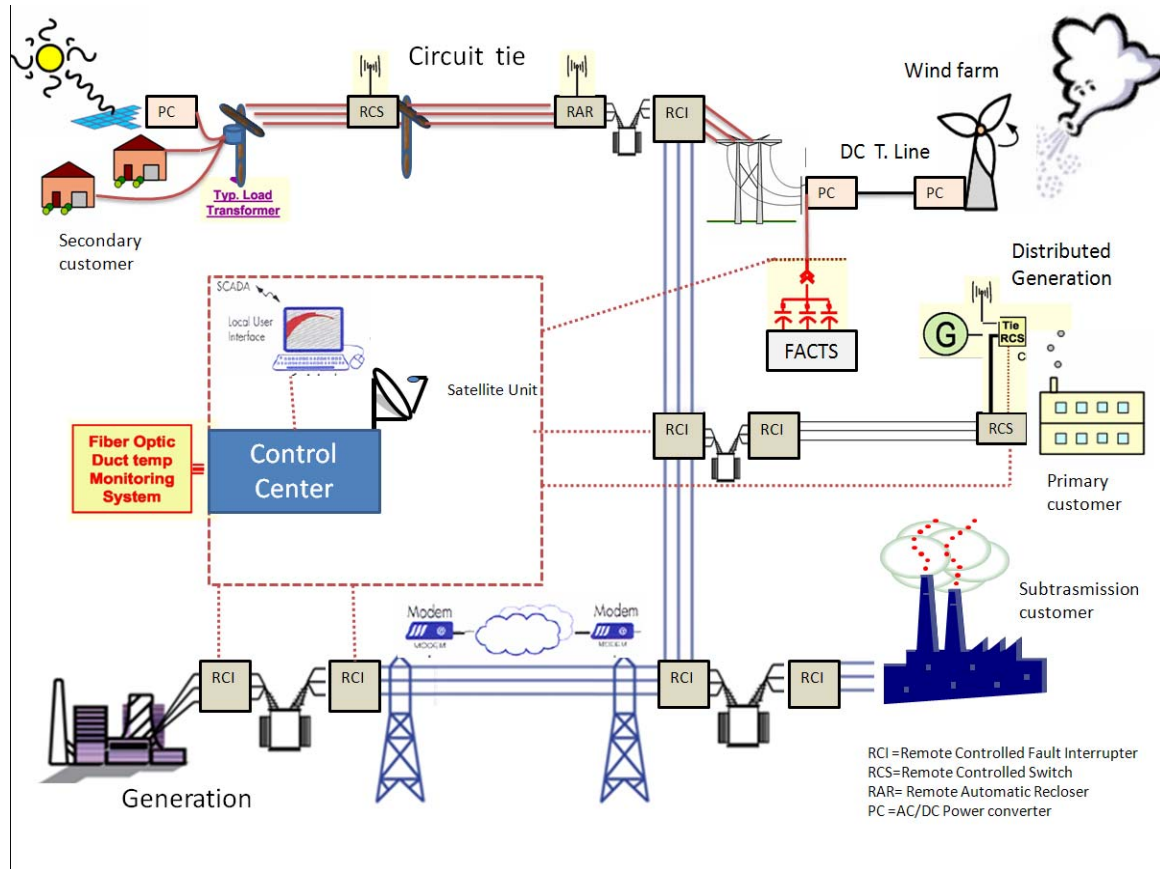 Circuit tie
Wind farm
PC
RCS
RAR
RCI
DC T. Line
PC
PC
Typ. Load
Transformer
Secondary
customer
Distributed
Generation
SCADA
Local User
Interface
Tie
RCS
C
G
FACTS
Satellite Unit
Fiber Optic
Duct temp
Monitoring
System
Control
Center
RCI
RCI
RCS
Primary
customer
Subtrasmission
customer
Modem
MODEM
Modem
MODEM
RCI
RCI
RCI
RCI
Generation
RCI =Remote Controlled Fault Interrupter
RCS=Remote Controlled Switch
RAR= Remote Automatic Recloser
PC =AC/DC Power converter